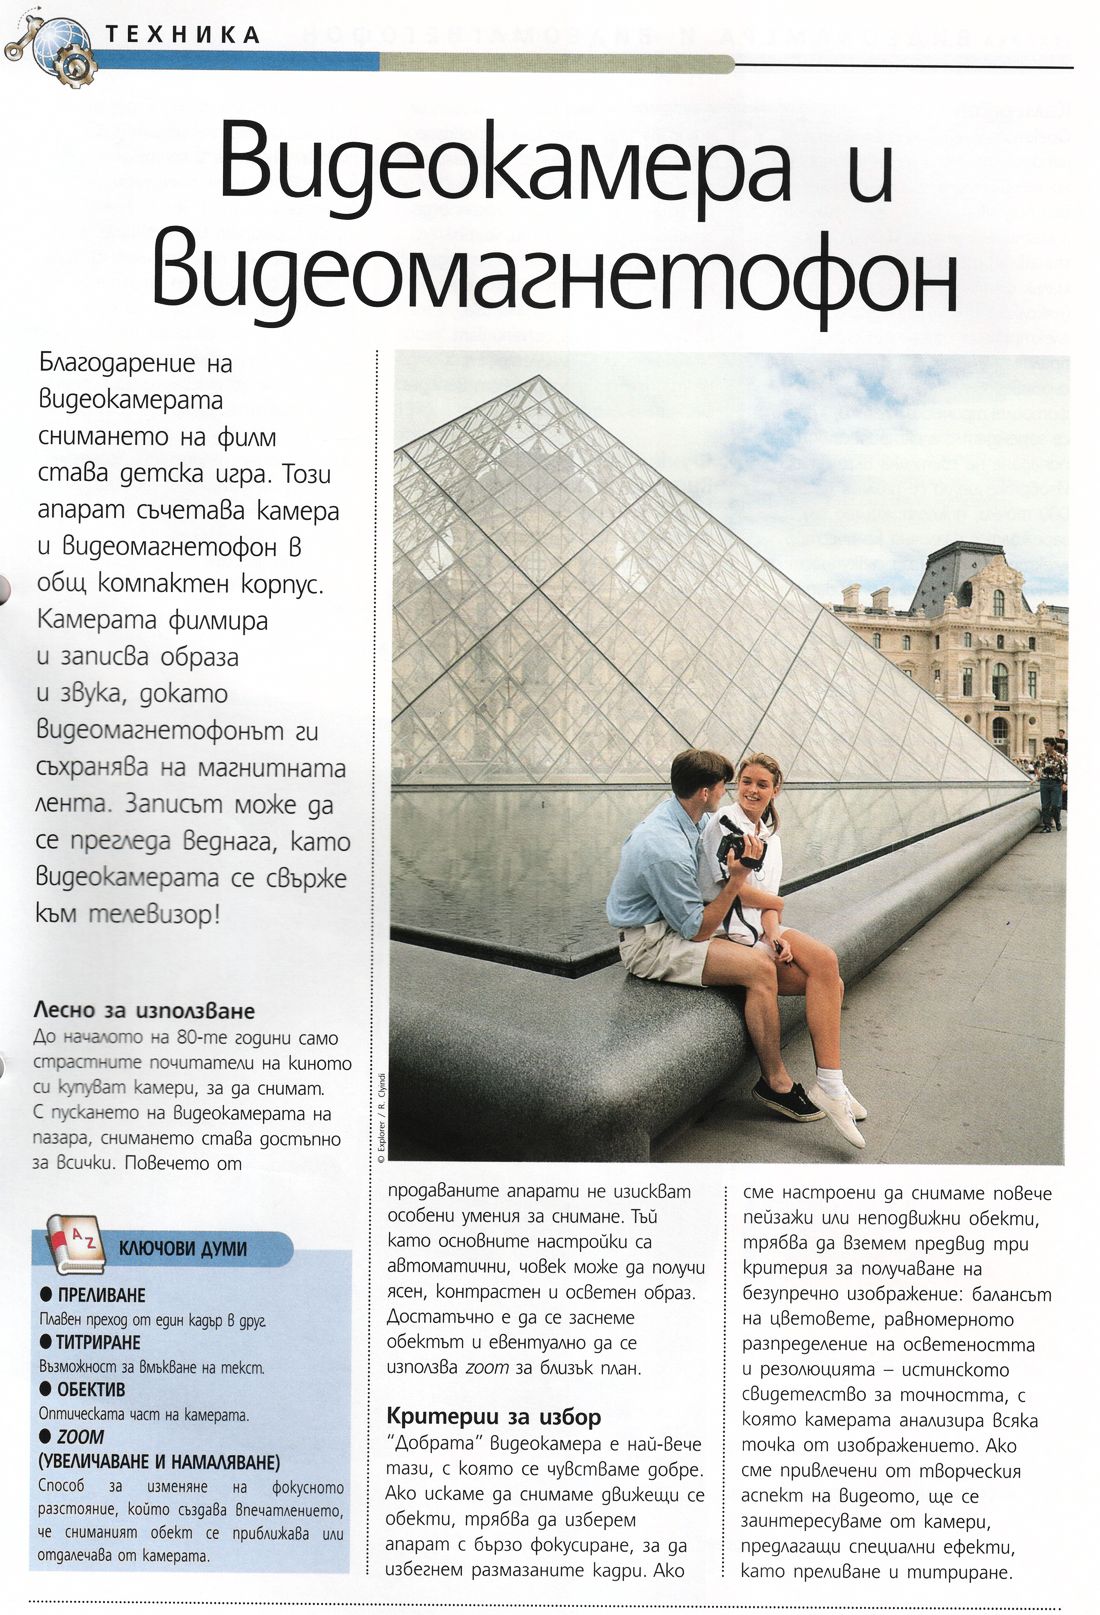 ТЕХНИКА
Видеокамера и
видеомагнетофон
Благодарение на
видеокамерата
снимането на филм
става детска игра. Този
апарат съчетава камера
и видеомагнетофон в
общ компактен корпус.
Камерата филмира
и записва образа
и звука, докато
видеомагнетофонът ги
съхранява на магнитната
лента. Записът може да
се прегледа веднага, като
видеокамерата се свърже
към телевизор!
Лесно за използване
До началото на 80-те години само
страстните почитатели на киното
си купуват камери, за да снимат.
С пускането на видеокамерата на
пазара, снимането става достъпно
за всички. Повечето от
© Explorer / R. Clyindi
A Z
КЛЮЧОВИ ДУМИ
● ПРЕЛИВАНЕ
Плавен преход от един кадър в друг.
● ТИТРИРАНЕ
Възможност за вмъкване на текст.
● ОБЕКТИВ
Оптическата част на камерата.
● ZOOM
(УВЕЛИЧАВАНЕ И НАМАЛЯВАНЕ)
Способ за изменяне на фокусното
разстояние, който създава впечатлението,
че сниманият обект се приближава или
отдалечава от камерата.
продаваните апарати не изискват
особени умения за снимане. Тъй
като основните настройки са
автоматични, човек може да получи
ясен, контрастен и осветен образ.
Достатъчно е да се заснеме
обектът и евентуално да се
използва zoom за близък план.
Критерии за избор
"Добрата" видеокамера е най-вече
тази, с която се чувстваме добре.
Ако искаме да снимаме движещи се
обекти, трябва да изберем
апарат с бързо фокусиране, за да
избегнем размазаните кадри. Ако
сме настроени да снимаме повече
пейзажи или неподвижни обекти,
трябва да вземем предвид три
критерия за получаване на
безупречно изображение: балансът
на цветовете, равномерното
разпределение на осветеността
и резолюцията – истинското
свидетелство за точността, с
която камерата анализира всяка
точка от изображението. Ако
сме привлечени от творческия
аспект на видеото, ще се
заинтересуваме от камери,
предлагащи специални ефекти,
като преливане и титриране.